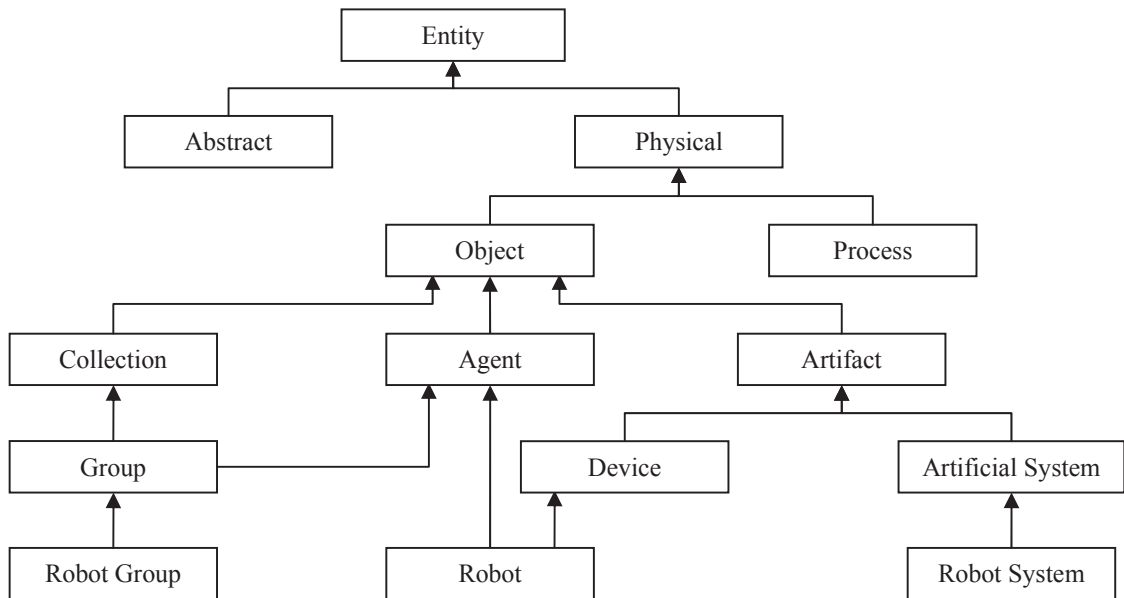 Entity
Abstract
Physical
Object
Process
Collection
Agent
Artifact
Group
Device
Artificial System
Robot Group
Robot
Robot System